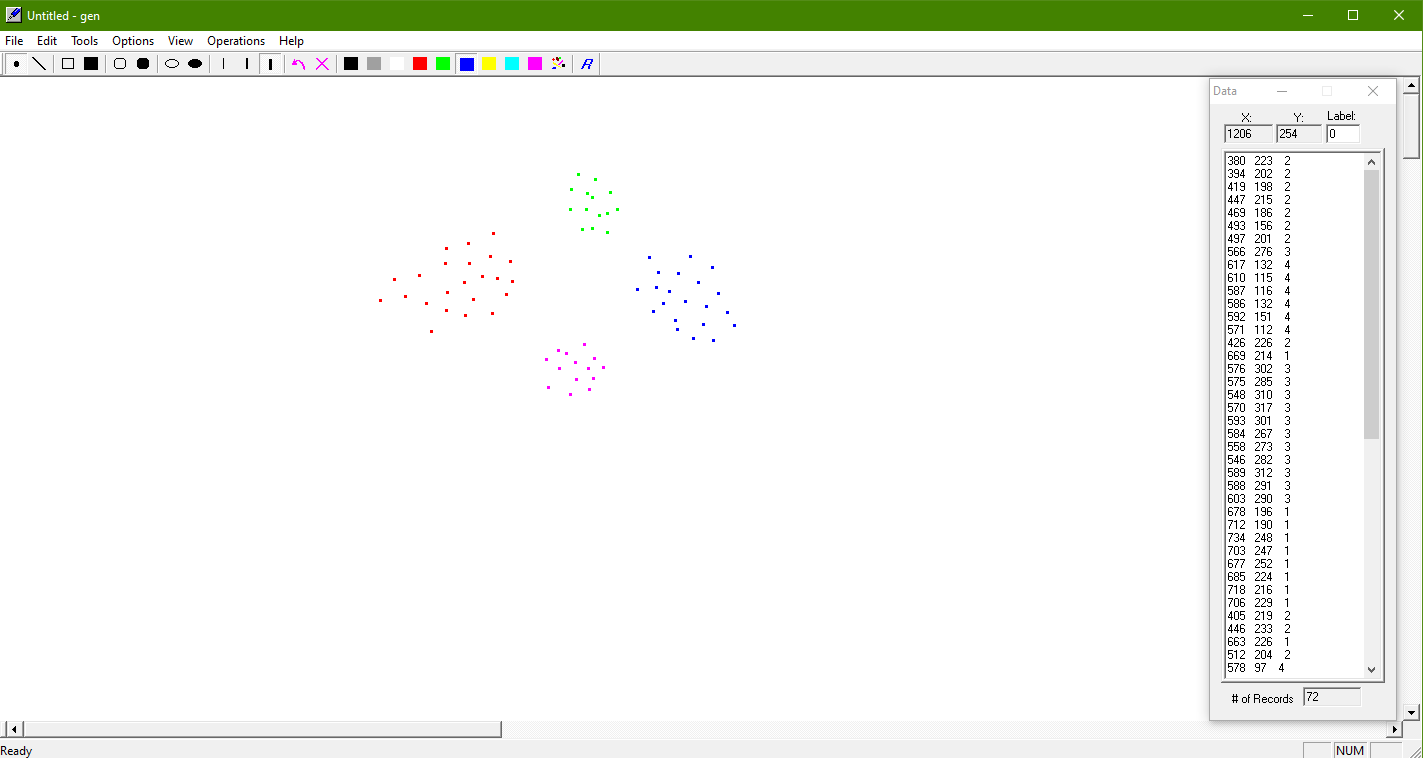 Untitled - gen
File Edit Tools Options View Operations Help
R
Data
X: Y: Label:
1206 254 0
380 223 2
394 202 2
419 198 2
447 215 2
469 186 2
493 156 2
497 201 2
566 276 3
617 132 4
610 115 4
587 116 4
586 132 4
592 151 4
571 112 4
426 226 2
669 214 1
576 302 3
575 285 3
548 310 3
570 317 3
593 301 3
584 267 3
558 273 3
546 282 3
589 312 3
588 291 3
603 290 3
678 196 1
712 190 1
734 248 1
703 247 1
677 252 1
685 224 1
718 216 1
706 229 1
405 219 2
446 233 2
663 226 1
512 204 2
578 97 4
# of Records 72
Ready
NUM